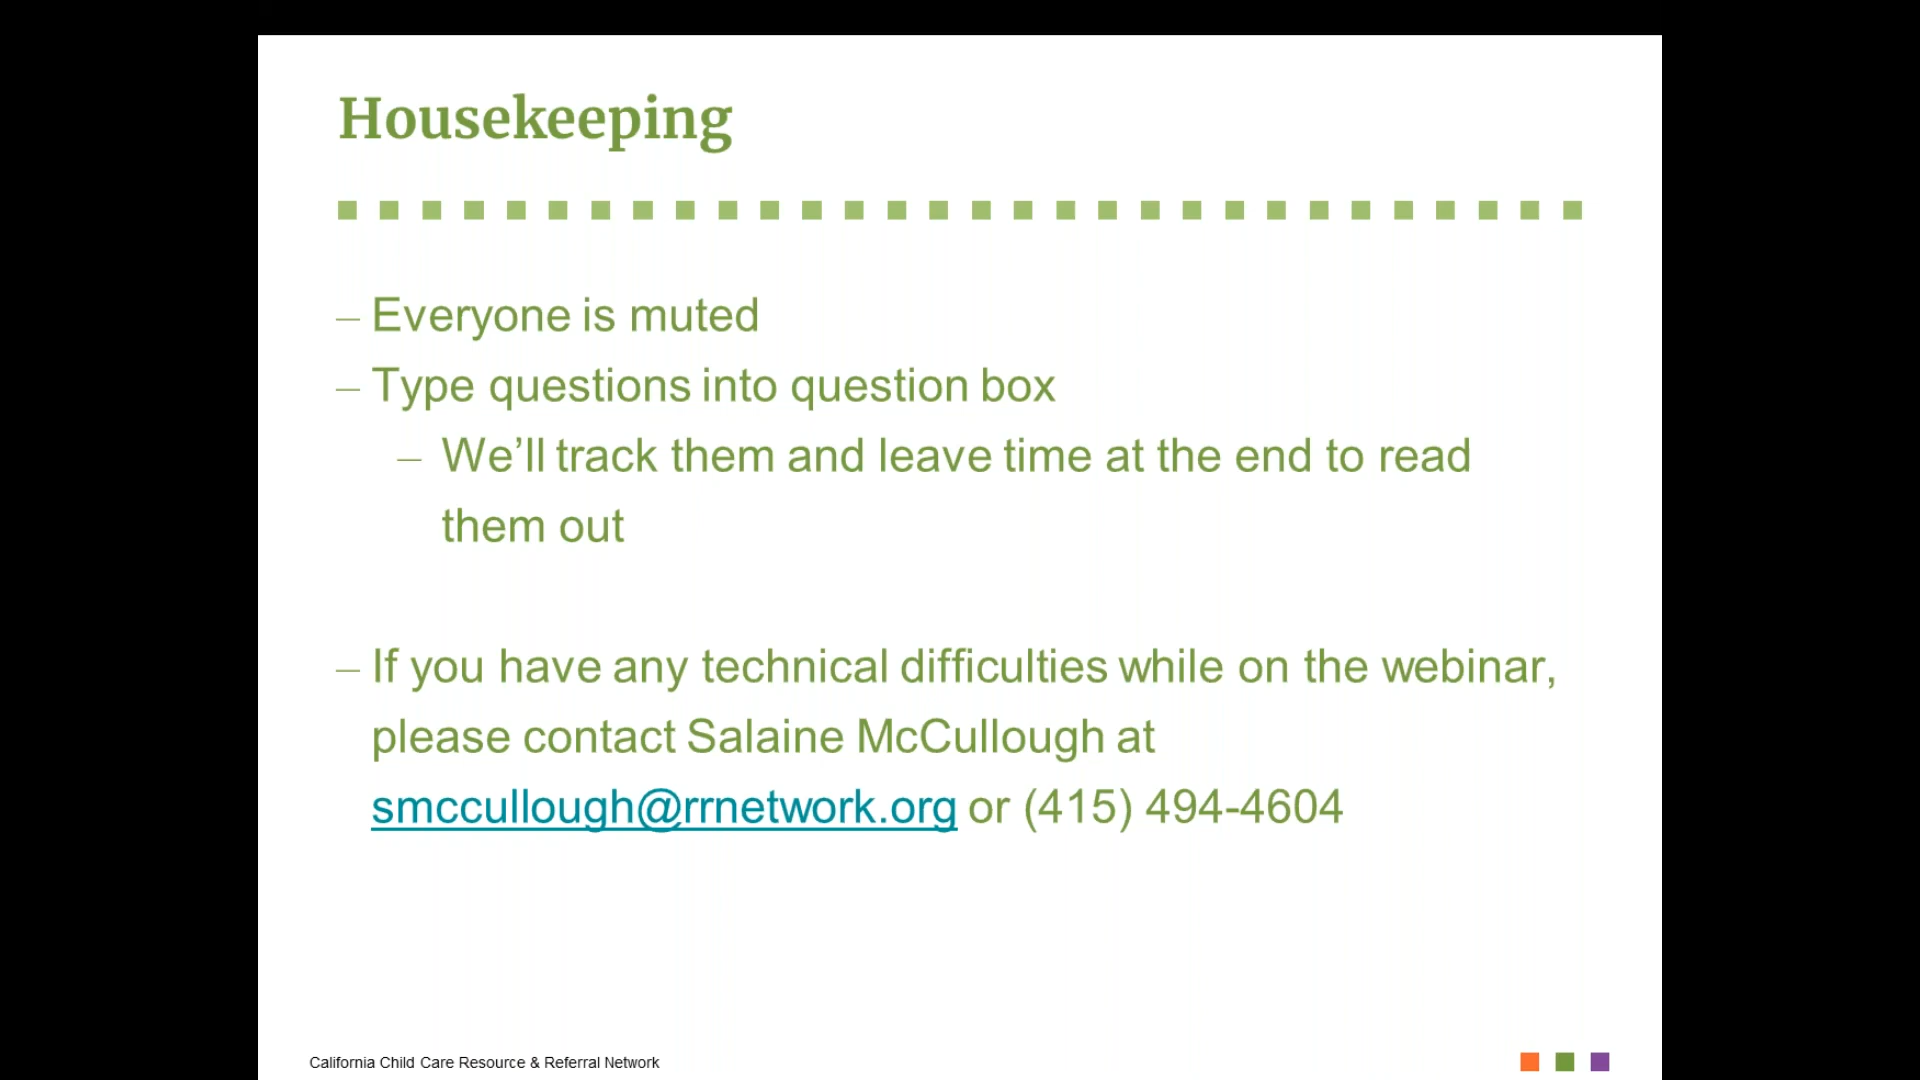 Housekeeping
– Everyone is muted
– Type questions into question box
– We’ll track them and leave time at the end to read
them out
– If you have any technical difficulties while on the webinar,
please contact Salaine McCullough at
smccullough@rrnetwork.org or (415) 494-4604
California Child Care Resource & Referral Network